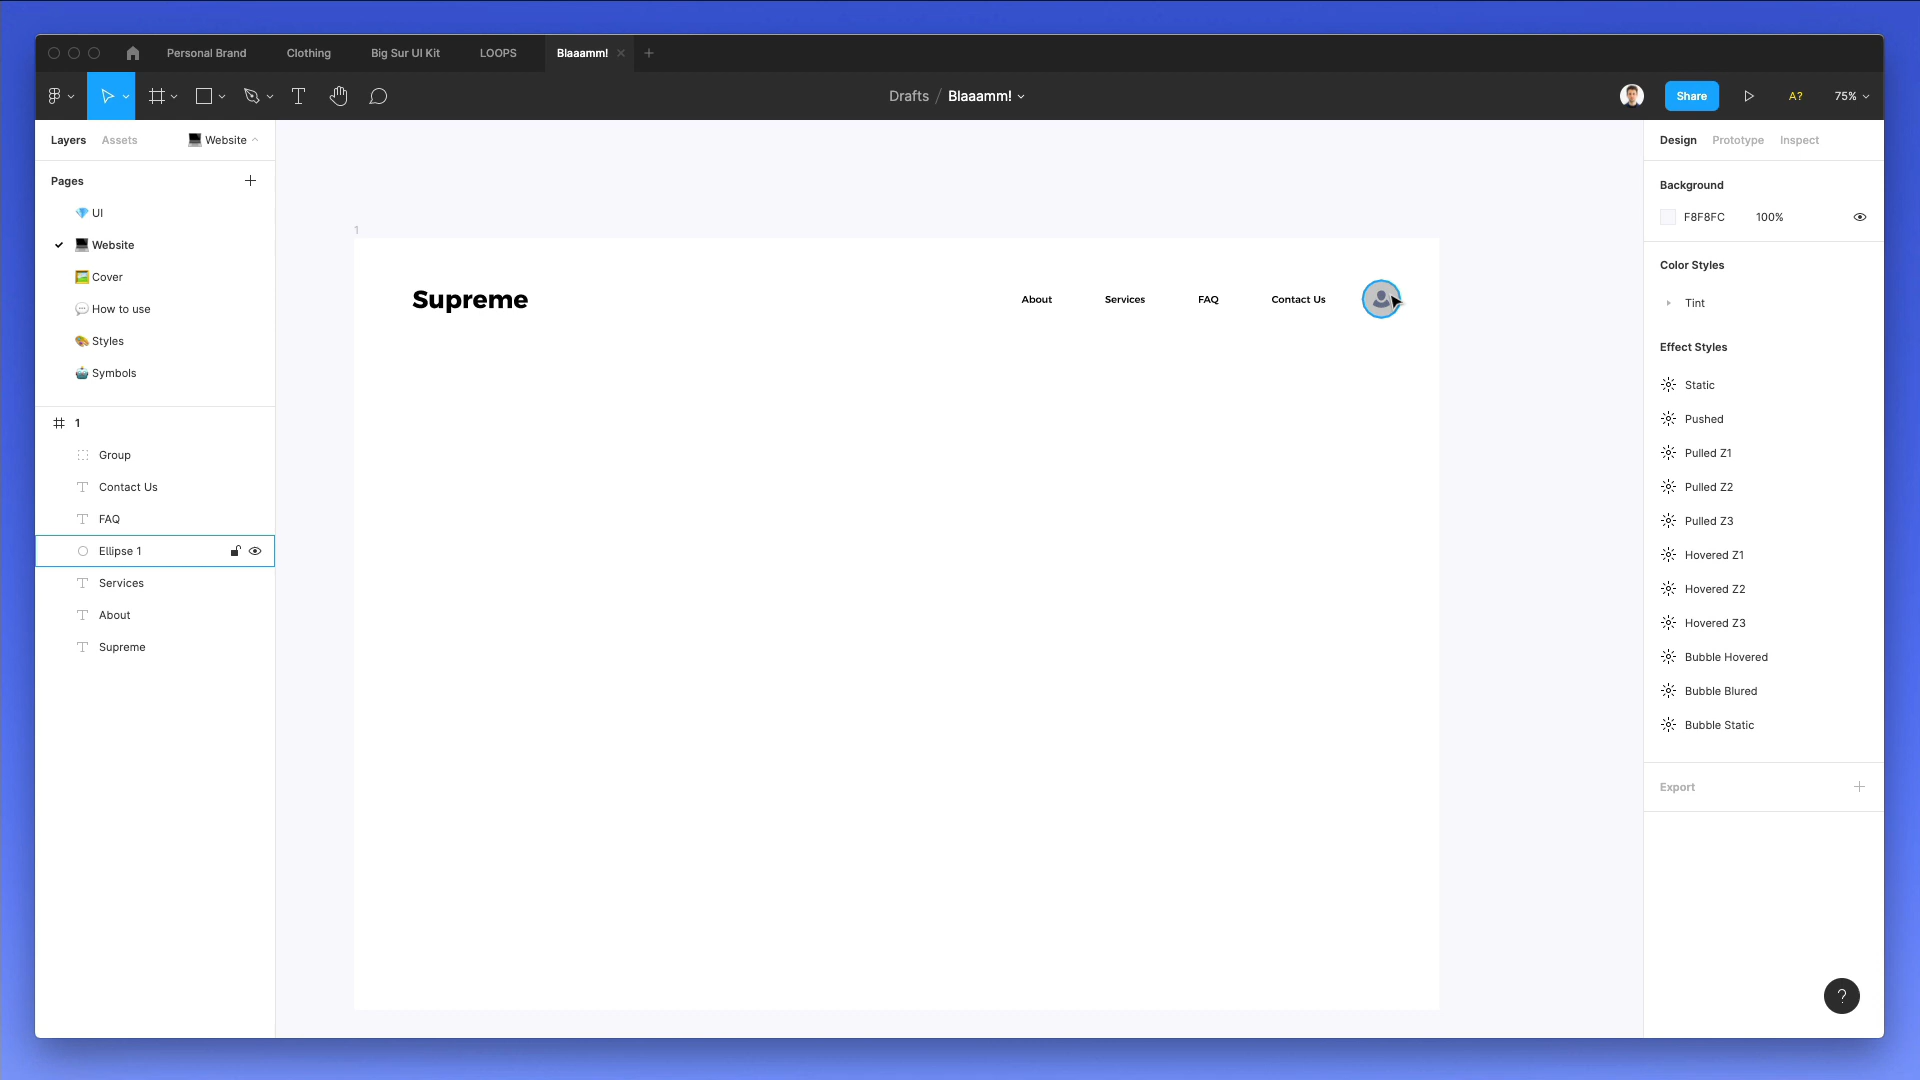 Personal Brand
Clothing
Big Sur UI Kit
LOOPS
Blaaamm!
Drafts / Blaaamm!
Share
A?
75%
Layers
Assets
Website
Pages
UI
Website
Cover
How to use
Styles
Symbols
1
Group
Contact Us
FAQ
Ellipse 1
Services
About
Supreme
1
Supreme
About
Services
FAQ
Contact Us
Design
Prototype
Inspect
Background
F8F8FC
100%
Color Styles
Tint
Effect Styles
Static
Pushed
Pulled Z1
Pulled Z2
Pulled Z3
Hovered Z1
Hovered Z2
Hovered Z3
Bubble Hovered
Bubble Blured
Bubble Static
Export
?